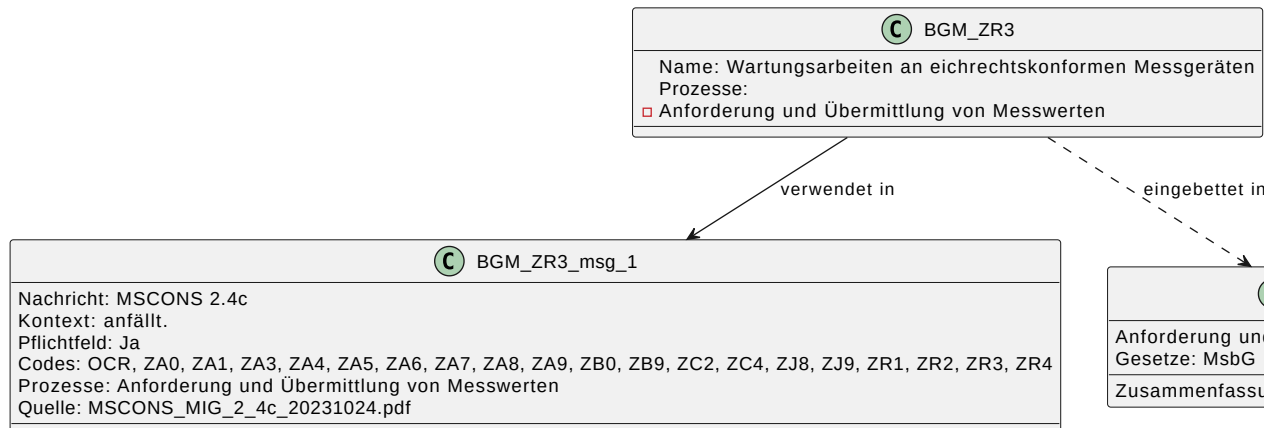 C BGM_ZR3
Name: Wartungsarbeiten an eichrechtskonformen Messgeräten
Prozesse:
Anforderung und Übermittlung von Messwerten
verwendet in
eingebettet in
C BGM_ZR3_msg_1
Nachricht: MSCONS 2.4c
Kontext: anfällt.
Pflichtfeld: Ja
Codes: OCR, ZA0, ZA1, ZA3, ZA4, ZA5, ZA6, ZA7, ZA8, ZA9, ZB0, ZB9, ZC2, ZC4, ZJ8, ZJ9, ZR1, ZR2, ZR3, ZR4
Prozesse: Anforderung und Übermittlung von Messwerten
Quelle: MSCONS_MIG_2_4c_20231024.pdf
Anforderung und
Gesetze: MsbG